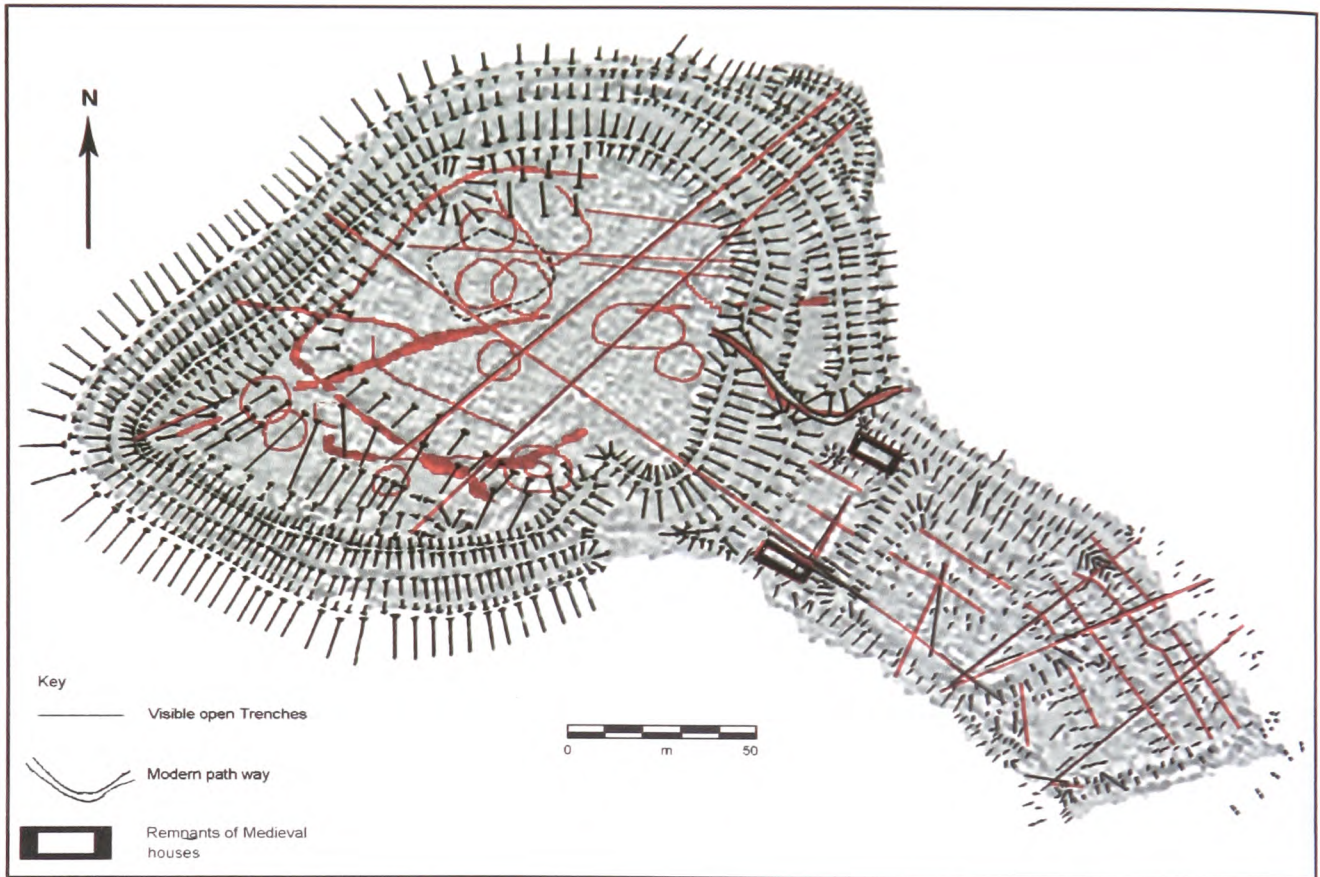 N
Key
Visible open Trenches
Modern path way
Remnants of Medieval
houses
0 m 50